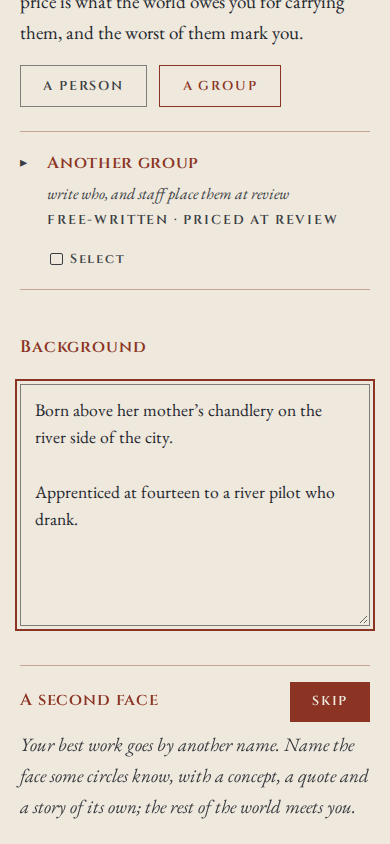 price is what the world owes you for carrying
them, and the worst of them mark you.
A PERSON
A GROUP
ANOTHER GROUP
write who, and staff place them at review
FREE-WRITTEN · PRICED AT REVIEW
SELECT
BACKGROUND
Born above her mother’s chandlery on the
river side of the city.
Apprenticed at fourteen to a river pilot who
drank.
A SECOND FACE
SKIP
Your best work goes by another name. Name the
face some circles know, with a concept, a quote and
a story of its own; the rest of the world meets you.